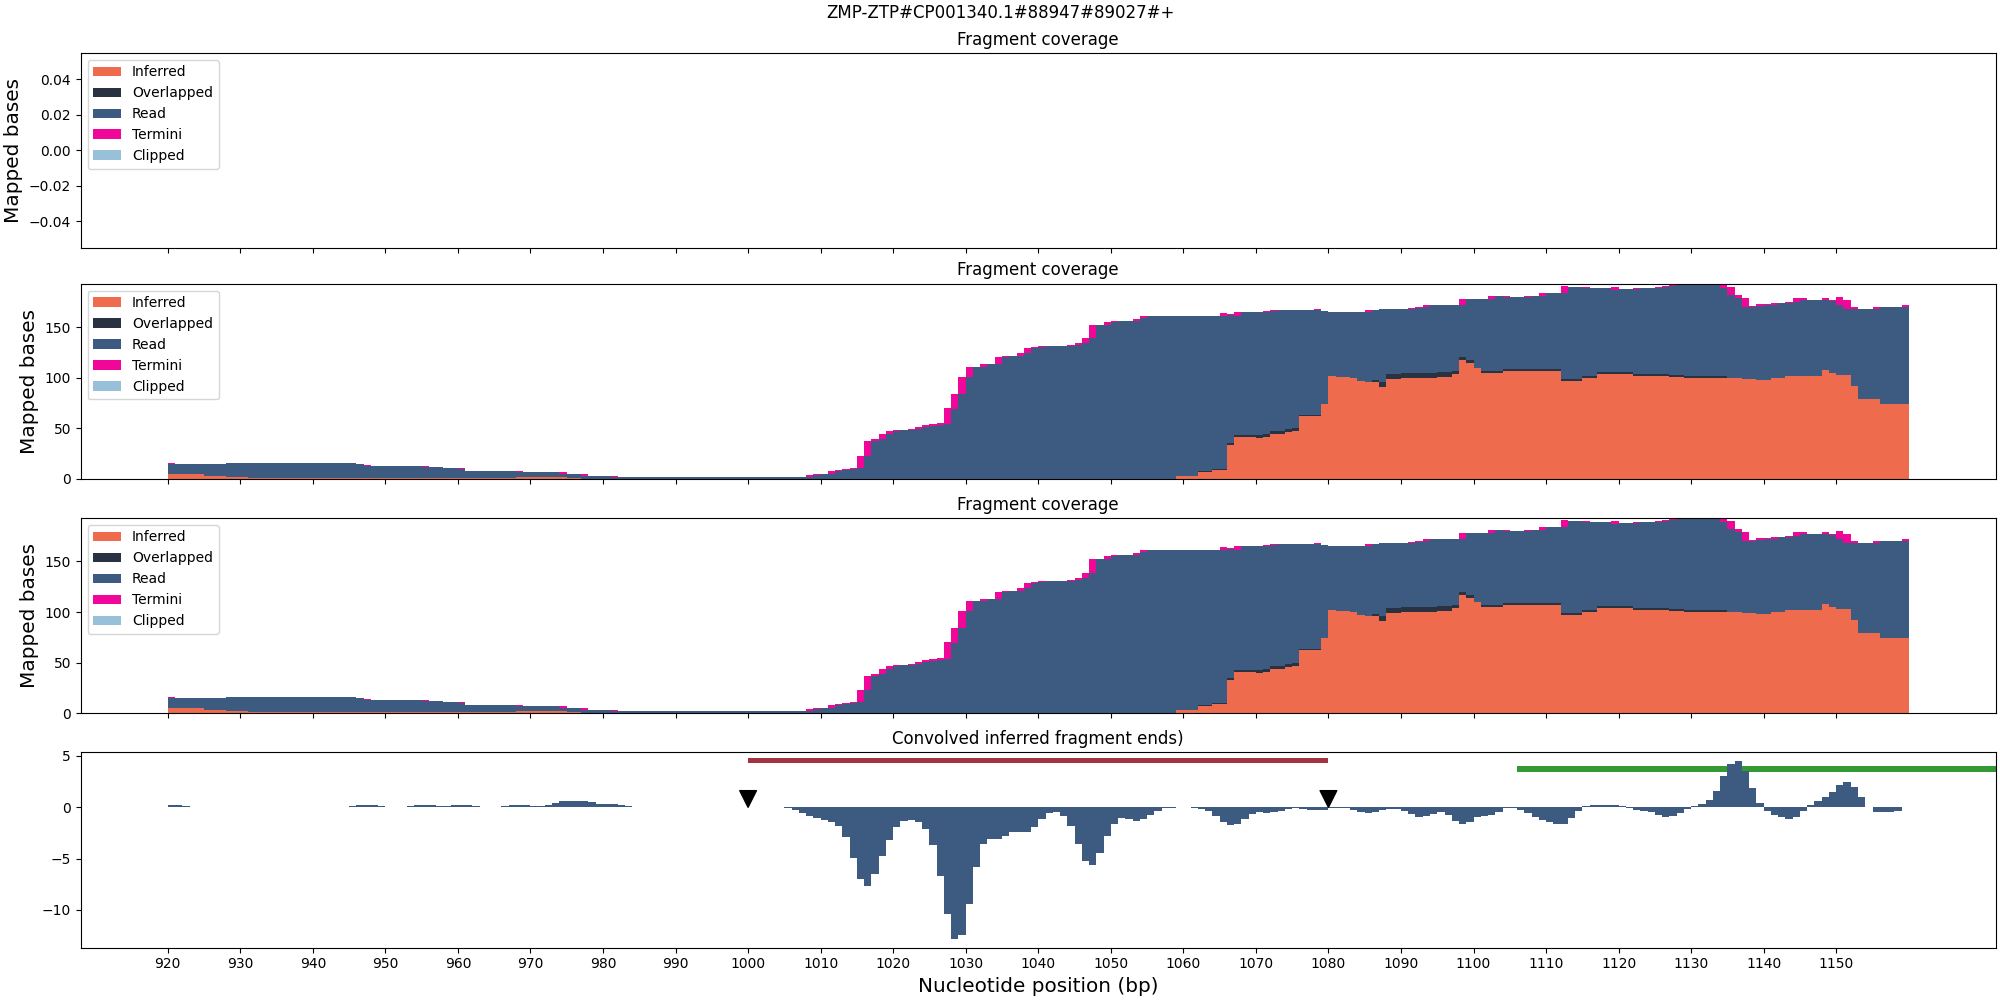 ZMP-ZTP#CP001340.1#88947#89027#+
Fragment coverage
Mapped bases
0.04
0.02
0.00
−0.02
−0.04
Inferred
Overlapped
Read
Termini
Clipped
Fragment coverage
Mapped bases
150
100
50
0
Inferred
Overlapped
Read
Termini
Clipped
Fragment coverage
Mapped bases
150
100
50
0
Inferred
Overlapped
Read
Termini
Clipped
Convolved inferred fragment ends)
5
0
−5
−10
920 930 940 950 960 970 980 990 1000 1010 1020 1030 1040 1050 1060 1070 1080 1090 1100 1110 1120 1130 1140 1150
Nucleotide position (bp)